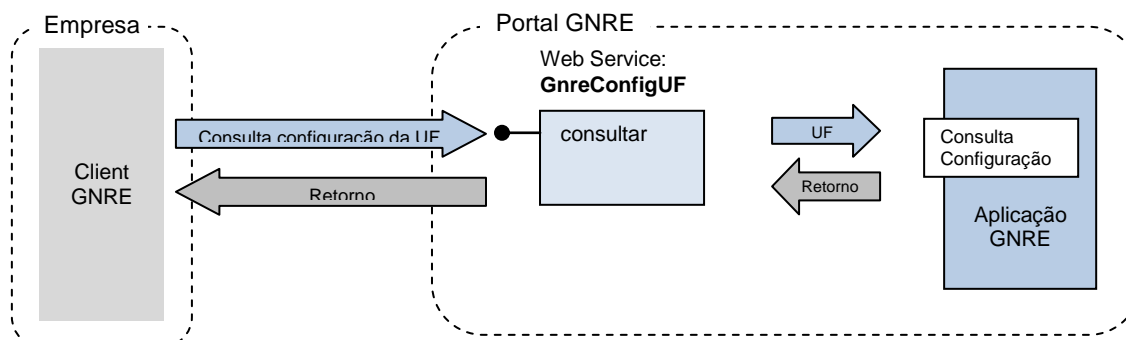 Empresa
Portal GNRE
Web Service:
GnreConfigUF
Consulta configuração da UF
consultar
UF
Consulta
Configuração
Client
GNRE
Retorno
Retorno
Aplicação
GNRE